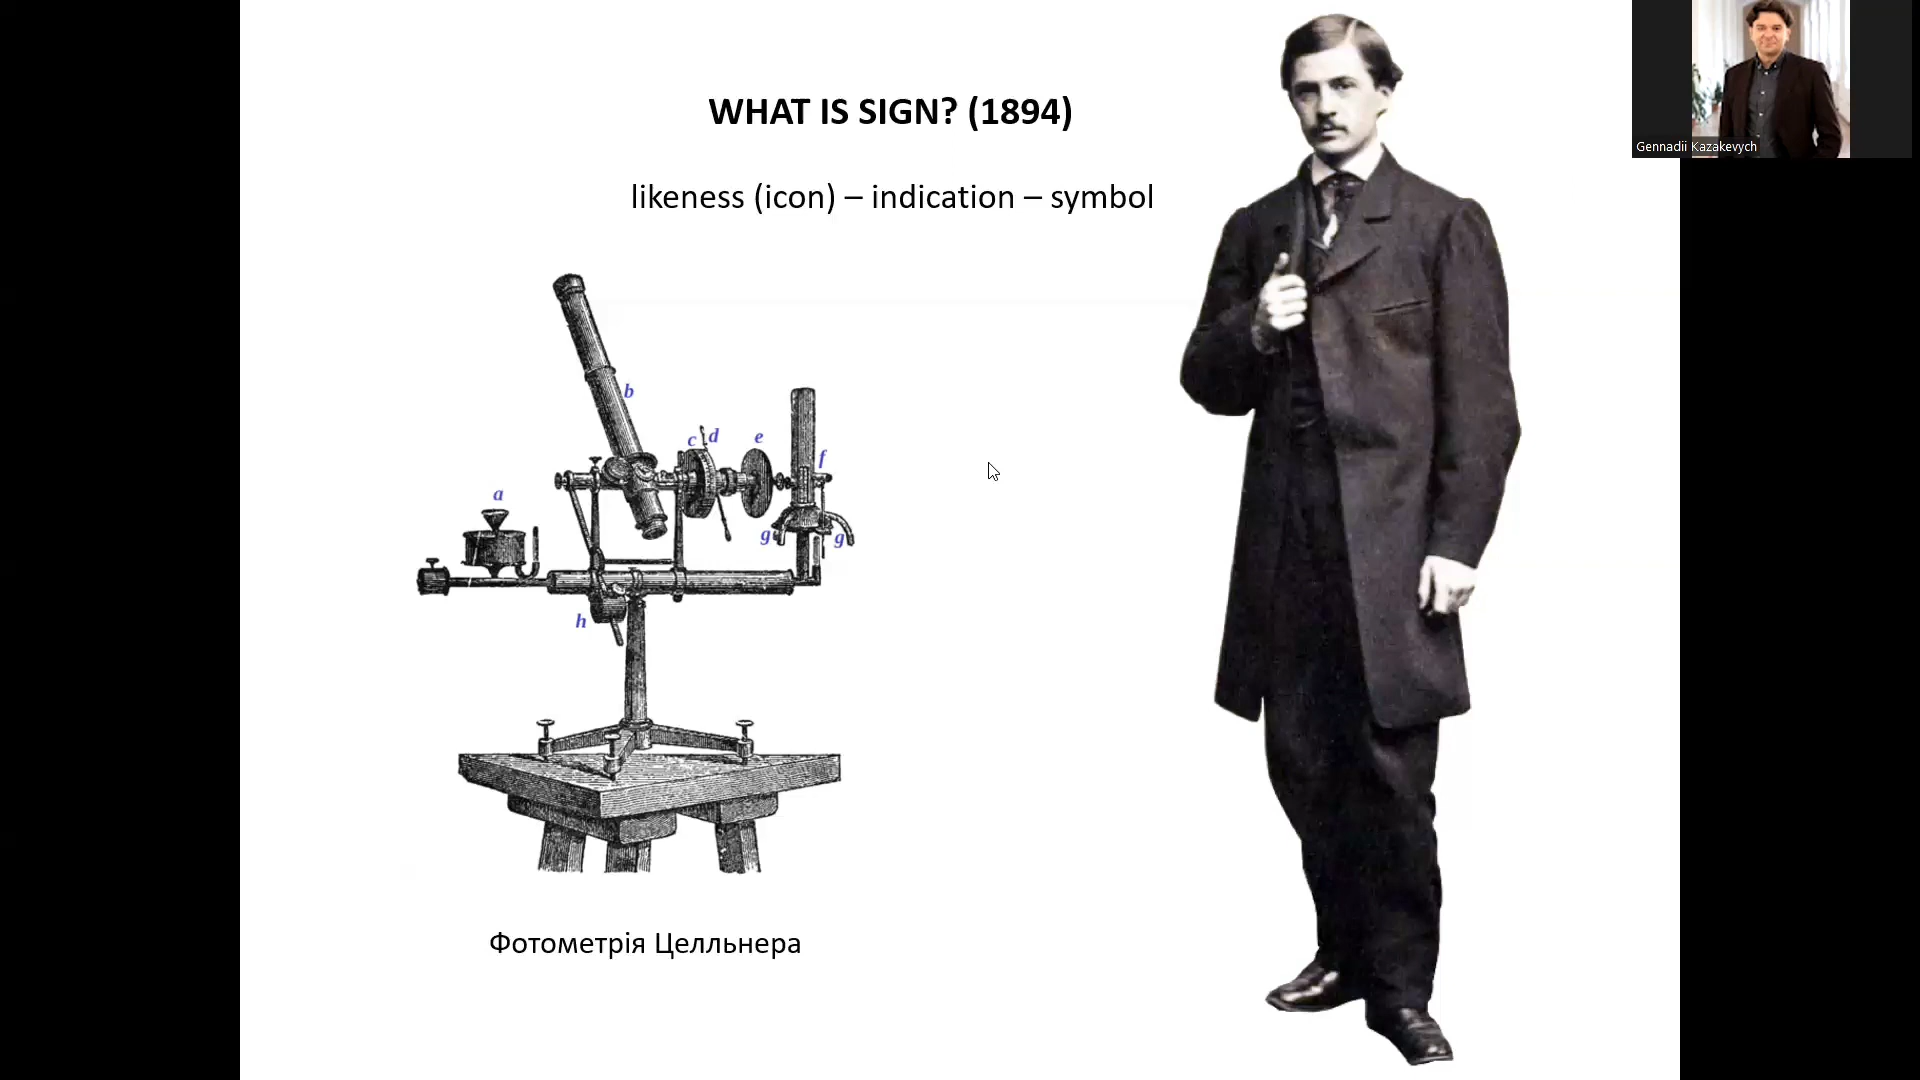 WHAT IS SIGN? (1894)
likeness (icon) – indication – symbol
Gennadii Kazakevych
b
c d e
f
a
g g
h
Фотометрія Целльнера